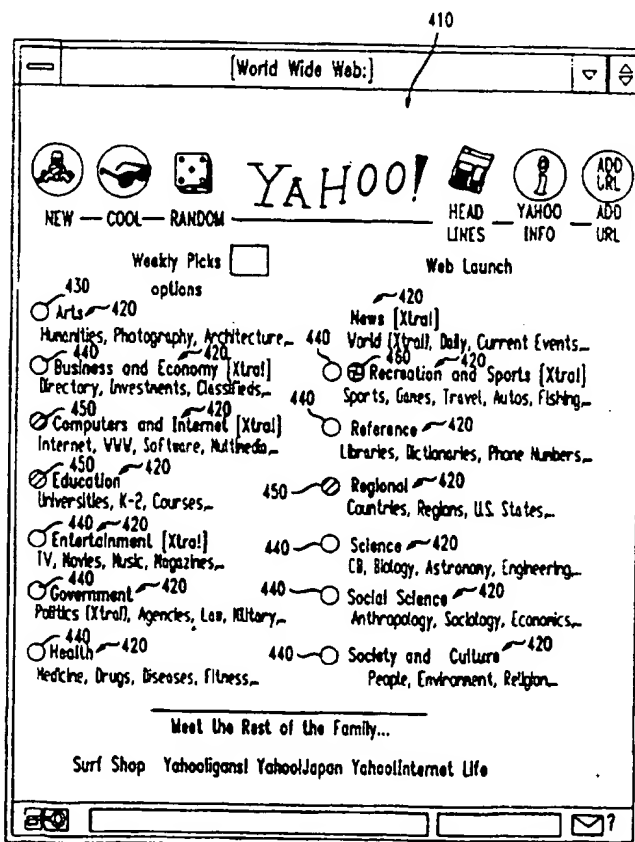 410
[World Wide Web:]
YAHOO!
ADD URL
NEW — COOL — RANDOM
HEAD LINES — YAHOO INFO — ADD URL
Weekly Picks
Web Launch
options
430
Arts 420
Humanities, Photography, Architecture...
440 420
Business and Economy [Xtra!]
Directory, Investments, Classifieds...
450 420
Computers and Internet [Xtra!]
Internet, WWW, Software, Multimedia...
450
Education 420
Universities, K-2, Courses...
440 420
Entertainment [Xtra!]
TV, Movies, Music, Magazines...
440
Government 420
Politics [Xtra!], Agencies, Law, Military...
440
Health 420
Medicine, Drugs, Diseases, Fitness...
420
News [Xtra!]
World [Xtra!], Daily, Current Events...
440 460 420
Recreation and Sports [Xtra!]
Sports, Games, Travel, Autos, Fishing...
440
Reference 420
Libraries, Dictionaries, Phone Numbers...
450 Regional 420
Countries, Regions, U.S. States...
440 Science 420
CB, Biology, Astronomy, Engineering...
440 Social Science 420
Anthropology, Sociology, Economics...
440 Society and Culture 420
People, Environment, Religion...
Meet the Rest of the Family...
Surf Shop Yahooligans! Yahoo!Japan Yahoo!Internet Life
?